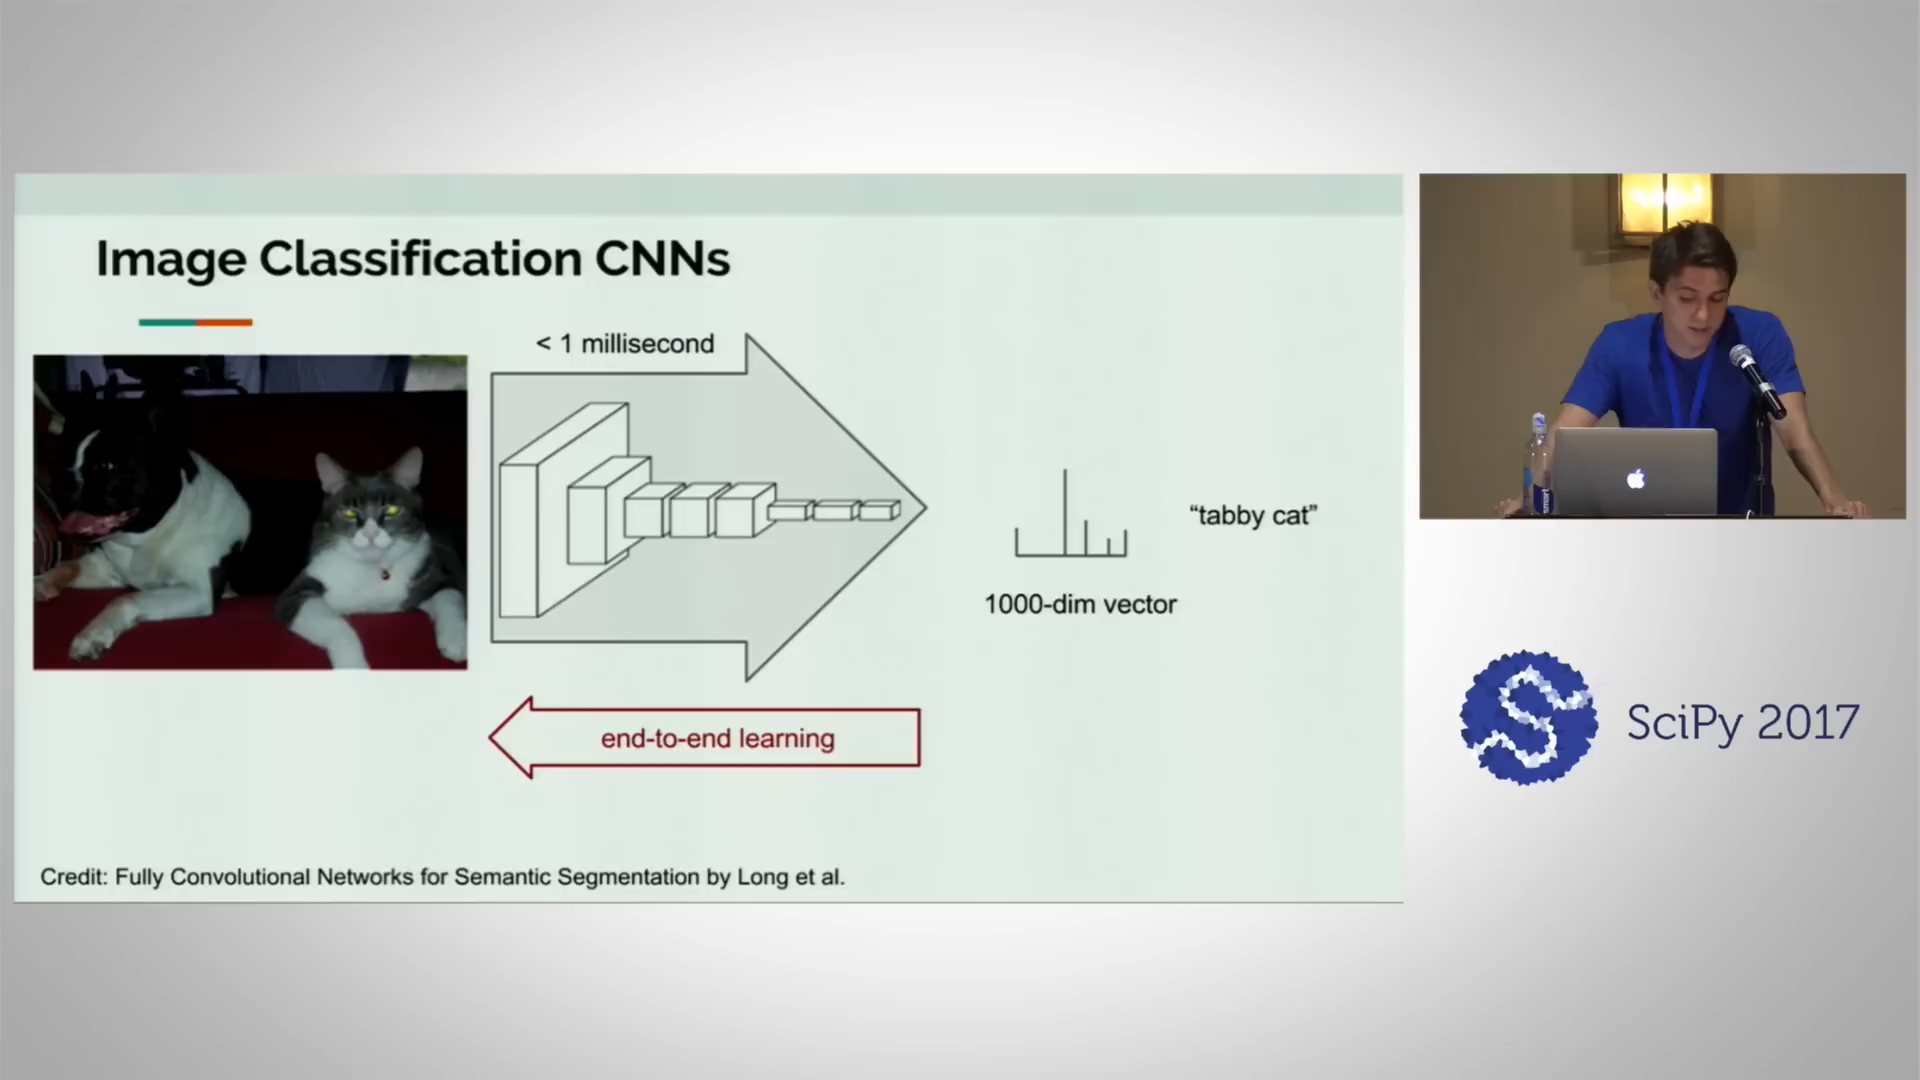 Image Classification CNNs
< 1 millisecond
“tabby cat”
1000-dim vector
end-to-end learning
Credit: Fully Convolutional Networks for Semantic Segmentation by Long et al.
smart
SciPy 2017